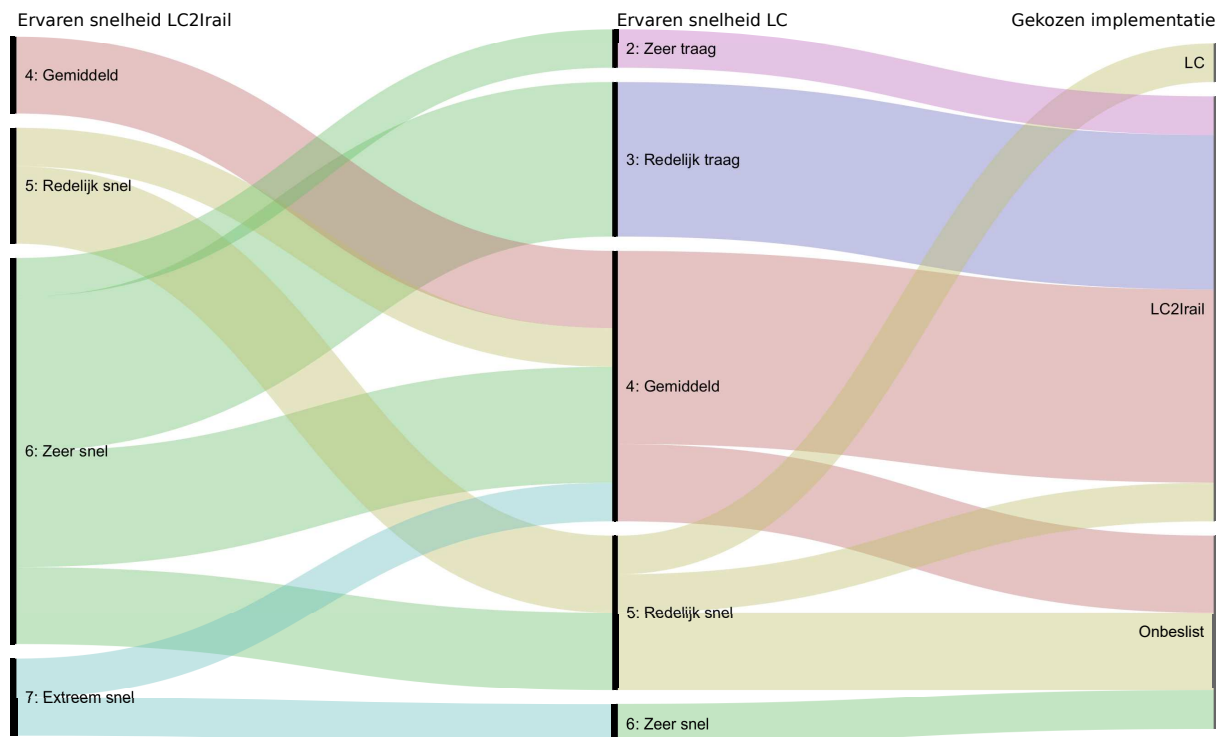 Ervaren snelheid LC2Irail
Ervaren snelheid LC
Gekozen implementatie
4: Gemiddeld
5: Redelijk snel
6: Zeer snel
7: Extreem snel
2: Zeer traag
3: Redelijk traag
4: Gemiddeld
5: Redelijk snel
6: Zeer snel
LC
LC2Irail
Onbeslist